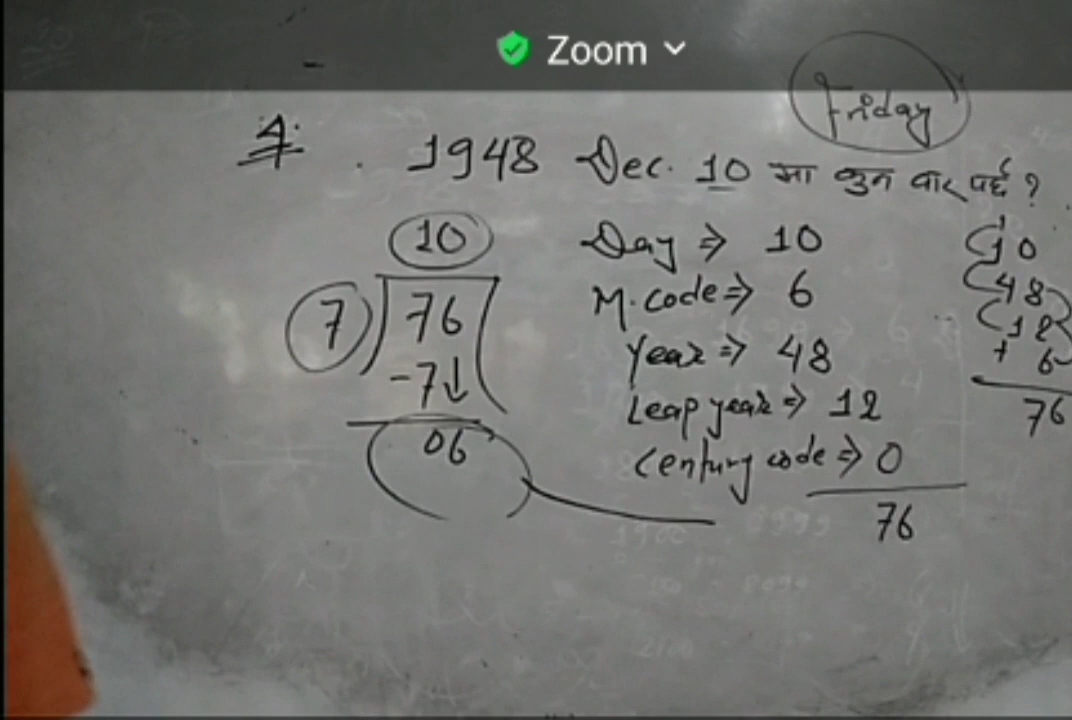 Zoom
Friday
4. 1948 Dec. 10 मा कुन वार पर्छ ?
10
7) 76
-7↓
06
Day ⇒ 10
M. code ⇒ 6
Year ⇒ 48
Leap year ⇒ 12
Century code ⇒ 0
76
10
48
12
+ 6
76